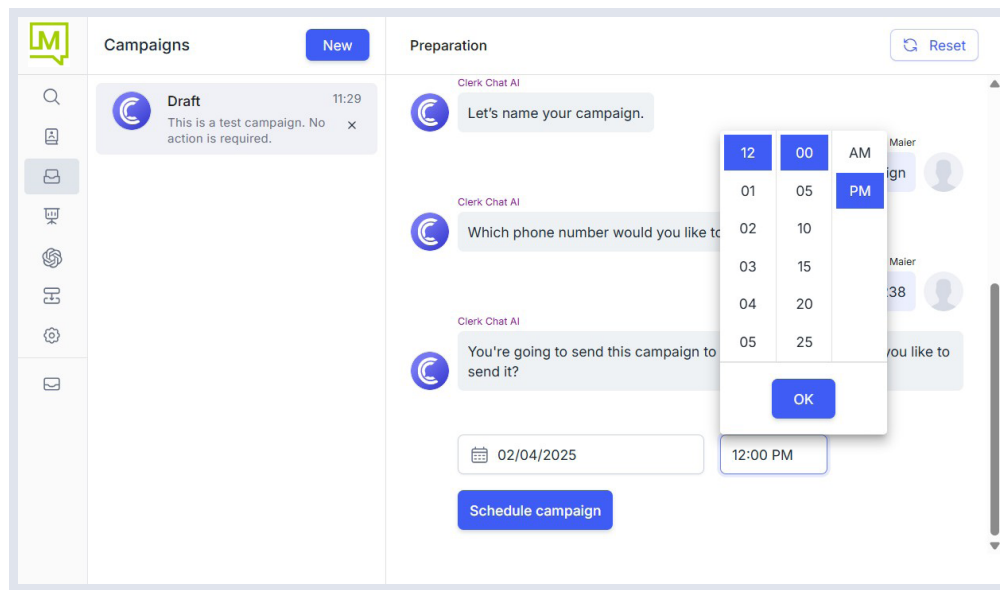 M
Campaigns
New
Preparation
Reset
Draft
11:29
This is a test campaign. No
action is required.
Clerk Chat AI
Let's name your campaign.
Maier
ign
Clerk Chat AI
Which phone number would you like to
Maier
38
Clerk Chat AI
You're going to send this campaign to
you like to
send it?
12 00 AM
01 05 PM
02 10
03 15
04 20
05 25
OK
02/04/2025
12:00 PM
Schedule campaign